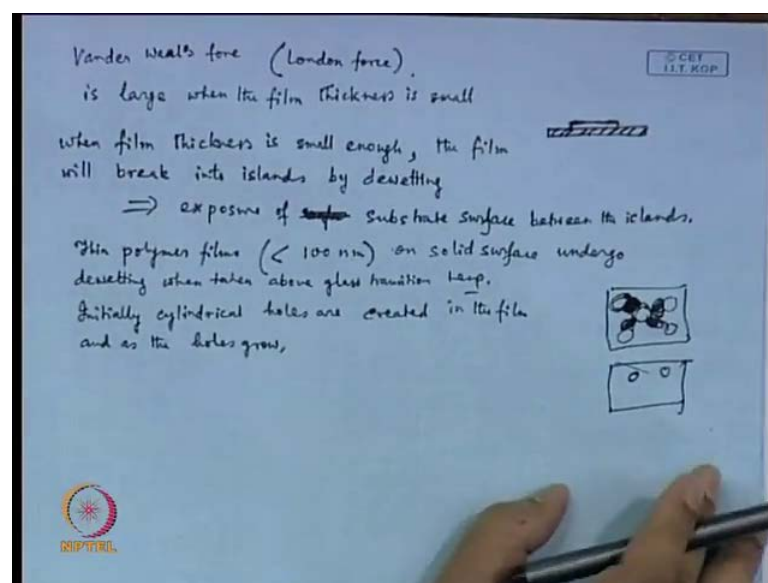 Vander Weal's force (London force).
© CET
I.I.T. KGP
is large when the film thickness is small
when film thickness is small enough, the film
will break into islands by dewetting
⇒ exposure of substrate surface between the islands.
Thin polymer films (< 100 nm) on solid surface undergo
dewetting when taken above glass transition temp.
Initially cylindrical holes are created in the film
and as the holes grow,
NPTEL